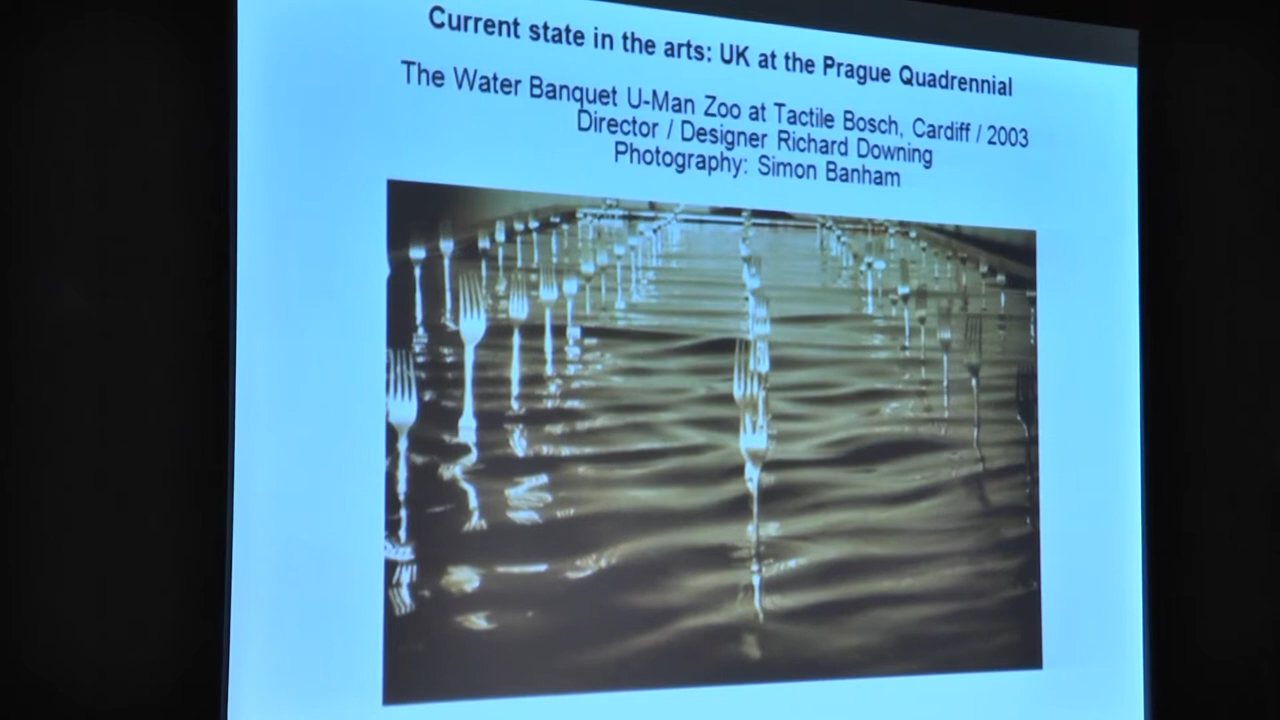 Current state in the arts: UK at the Prague Quadrennial
The Water Banquet U-Man Zoo at Tactile Bosch, Cardiff / 2003
Director / Designer Richard Downing
Photography: Simon Banham